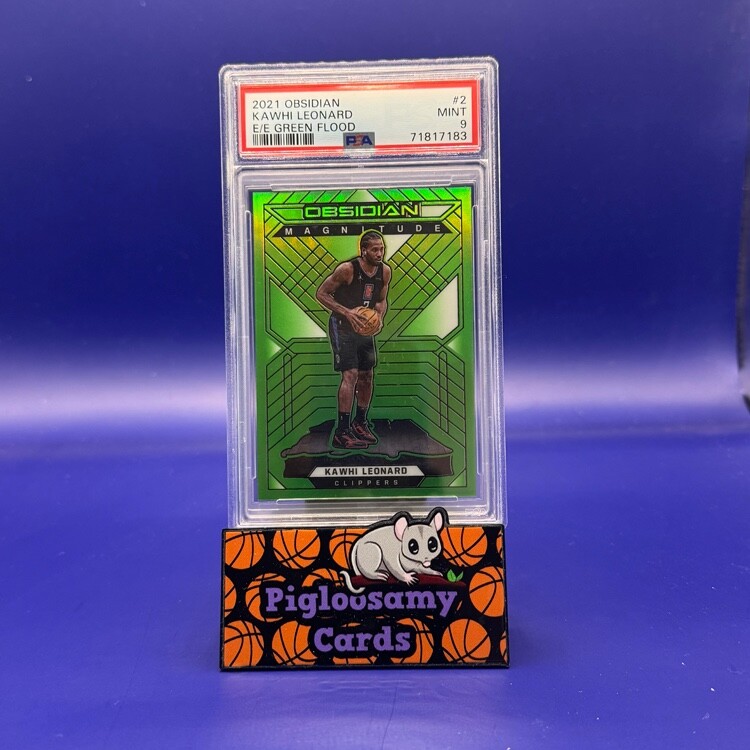 2021 OBSIDIAN #2
KAWHI LEONARD MINT
E/E GREEN FLOOD 9
PSA 71817183
OBSIDIAN
MAGNITUDE
KAWHI LEONARD
CLIPPERS
Pigloosamy
Cards